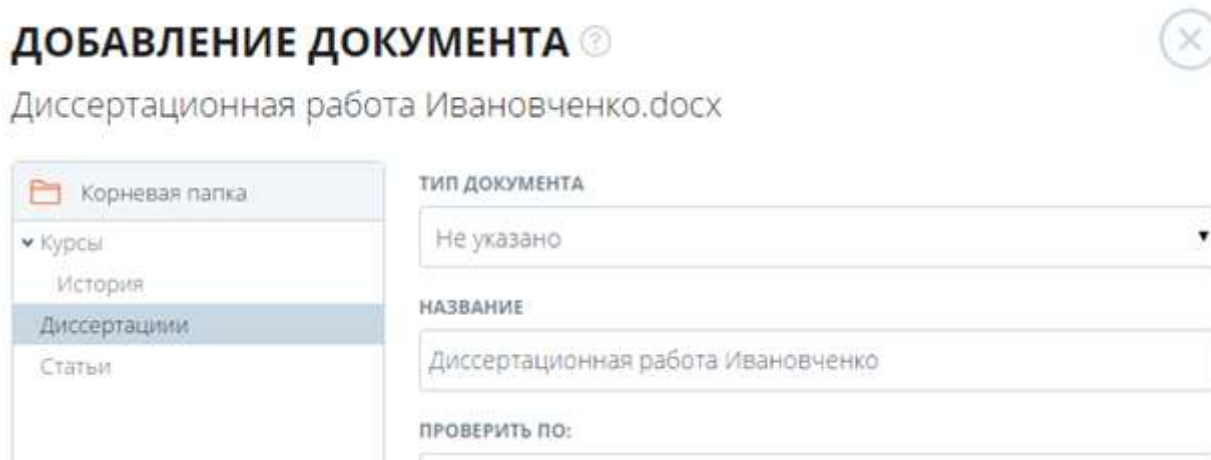 ДОБАВЛЕНИЕ ДОКУМЕНТА ?
Диссертационная работа Ивановченко.docx
Корневая папка
Курсы
История
Диссертациии
Статьи
ТИП ДОКУМЕНТА
Не указано
НАЗВАНИЕ
Диссертационная работа Ивановченко
ПРОВЕРИТЬ ПО: